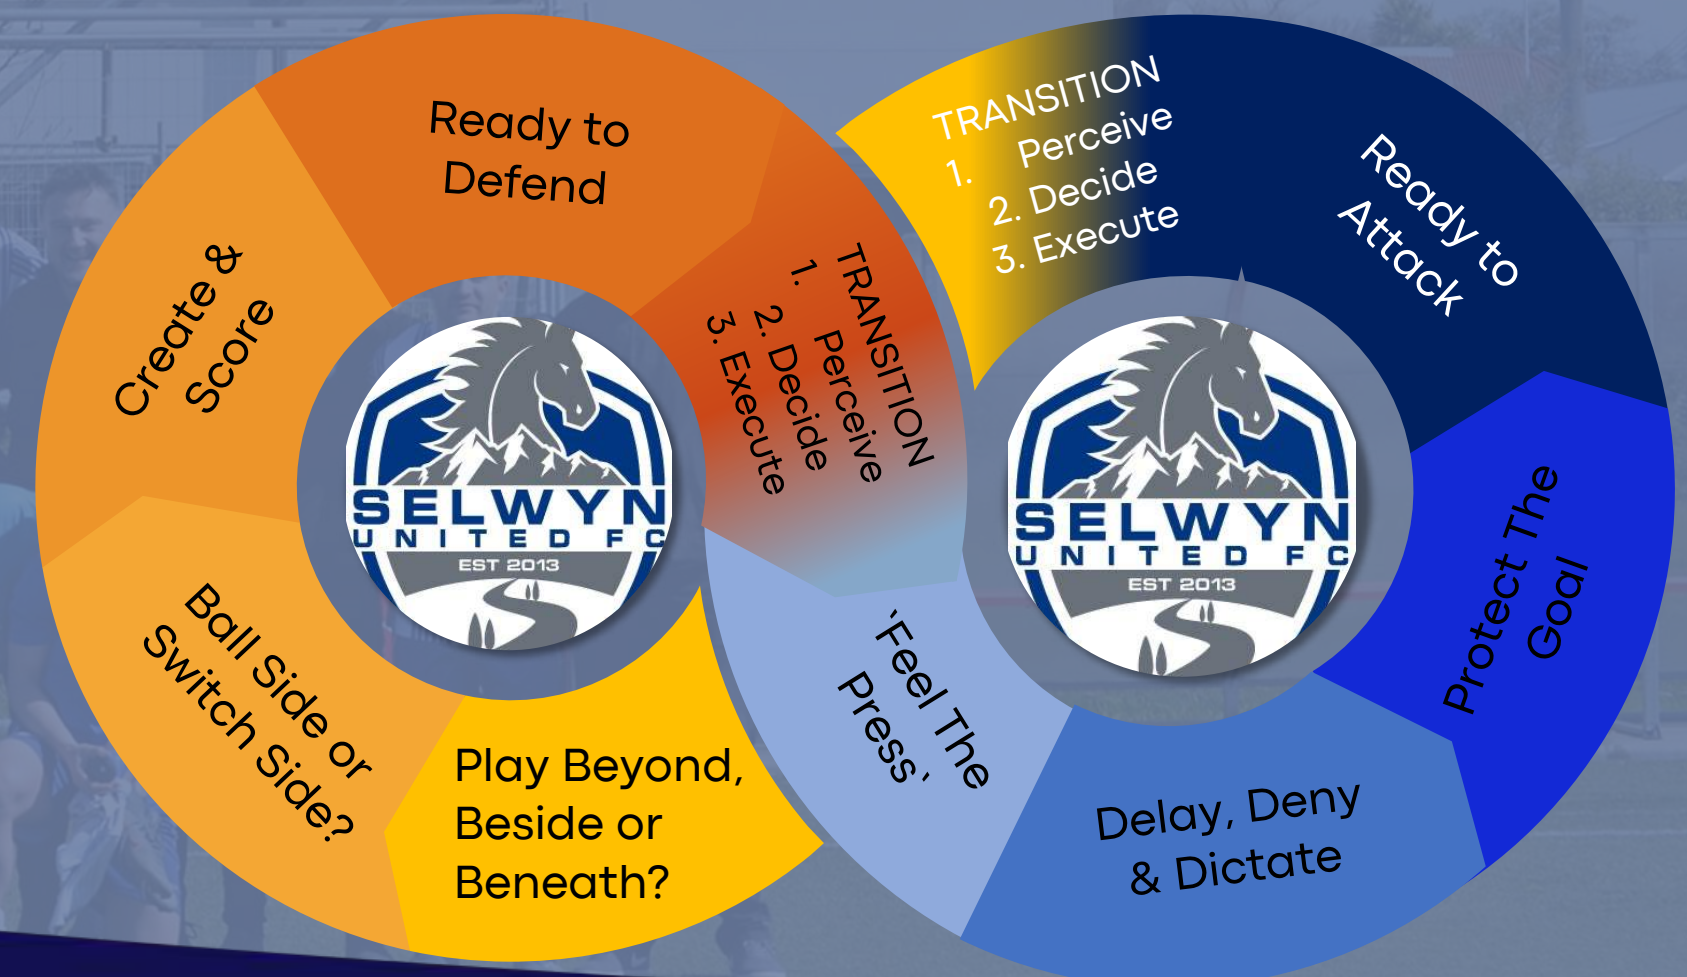 Ready to
Defend
Create &
Score
Ball Side or
Switch Side?
Play Beyond,
Beside or
Beneath?
TRANSITION
1. Perceive
2. Decide
3. Execute
SELWYN
UNITED FC
EST 2013
TRANSITION
1. Perceive
2. Decide
3. Execute
Ready to
Attack
Protect The
Goal
Delay, Deny
& Dictate
‵Feel The
Press‵
SELWYN
UNITED FC
EST 2013